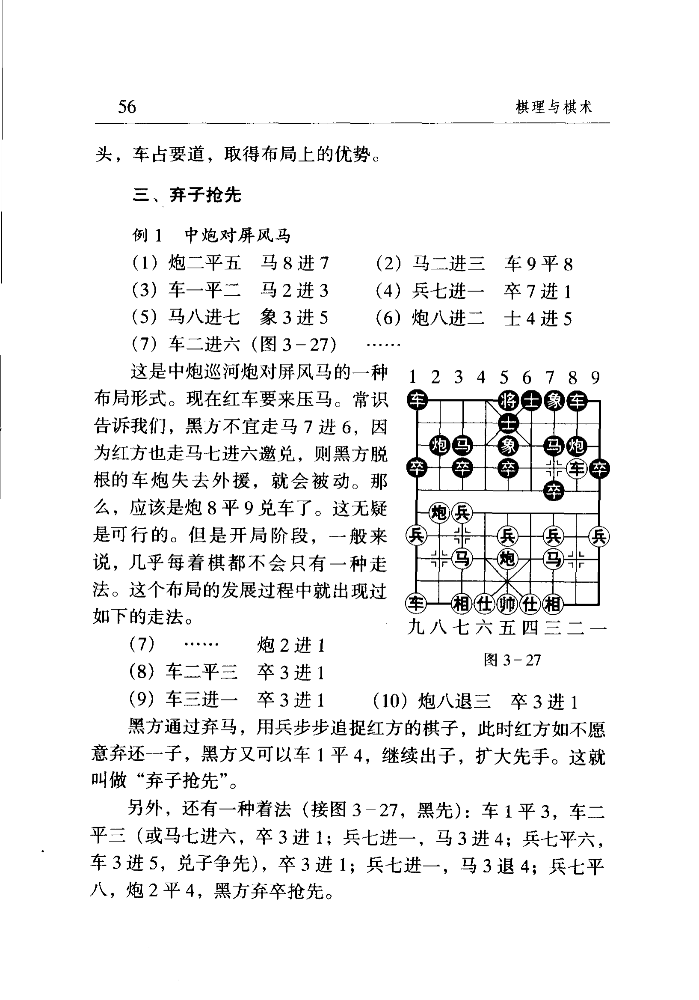 56 棋理与棋术
头，车占要道，取得布局上的优势。
三、弃子抢先
例 1 中炮对屏风马
(1) 炮二平五 马 8 进 7 (2) 马二进三 车 9 平 8
(3) 车一平二 马 2 进 3 (4) 兵七进一 卒 7 进 1
(5) 马八进七 象 3 进 5 (6) 炮八进二 士 4 进 5
(7) 车二进六（图 3－27） ……
这是中炮巡河炮对屏风马的一种
布局形式。现在红车要来压马。常识
告诉我们，黑方不宜走马 7 进 6，因
为红方也走马七进六邀兑，则黑方脱
根的车炮失去外援，就会被动。那
么，应该是炮 8 平 9 兑车了。这无疑
是可行的。但是开局阶段，一般来
说，几乎每着棋都不会只有一种走
法。这个布局的发展过程中就出现过
如下的走法。
1 2 3 4 5 6 7 8 9
车 将 士 象 车
士
炮 马 象 马 炮
卒 卒 卒 车 卒
卒
炮 兵
兵 兵 兵 兵
马 炮 马
车 相 仕 帅 仕 相
九 八 七 六 五 四 三 二 一
图 3－27
(7) …… 炮 2 进 1
(8) 车二平三 卒 3 进 1
(9) 车三进一 卒 3 进 1 (10) 炮八退三 卒 3 进 1
黑方通过弃马，用兵步步追捉红方的棋子，此时红方如不愿
意弃还一子，黑方又可以车 1 平 4，继续出子，扩大先手。这就
叫做“弃子抢先”。
另外，还有一种着法（接图 3－27，黑先）：车 1 平 3，车二
平三（或马七进六，卒 3 进 1；兵七进一，马 3 进 4；兵七平六，
车 3 进 5，兑子争先），卒 3 进 1；兵七进一，马 3 退 4；兵七平
八，炮 2 平 4，黑方弃卒抢先。